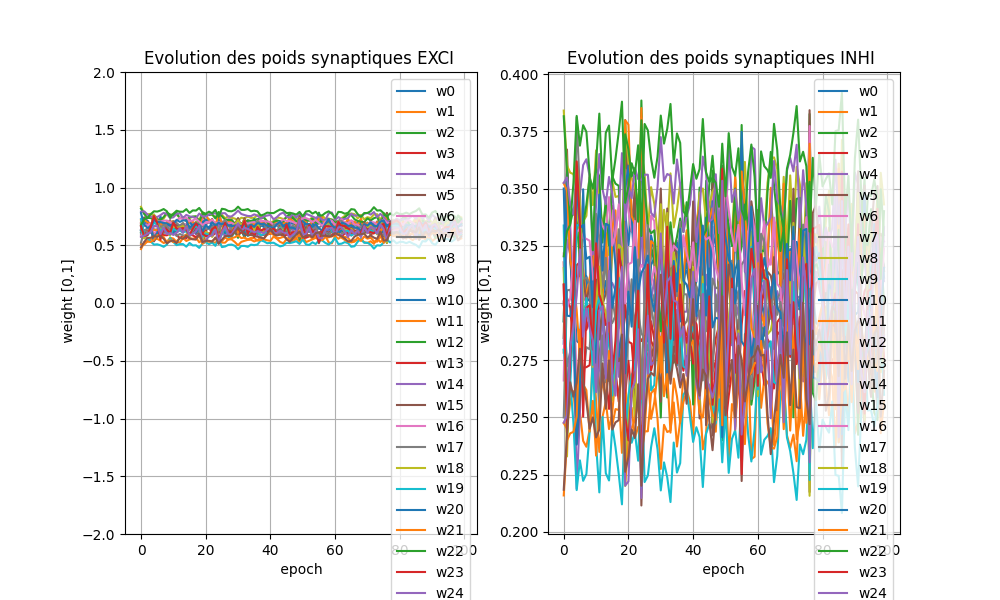 Evolution des poids synaptiques EXCI
2.0
1.5
1.0
0.5
0.0
−0.5
−1.0
−1.5
−2.0
weight [0,1]
0 20 40 60 80 100
epoch
w0
w1
w2
w3
w4
w5
w6
w7
w8
w9
w10
w11
w12
w13
w14
w15
w16
w17
w18
w19
w20
w21
w22
w23
w24
Evolution des poids synaptiques INHI
0.400
0.375
0.350
0.325
0.300
0.275
0.250
0.225
0.200
weight [0,1]
0 20 40 60 80 100
epoch
w0
w1
w2
w3
w4
w5
w6
w7
w8
w9
w10
w11
w12
w13
w14
w15
w16
w17
w18
w19
w20
w21
w22
w23
w24